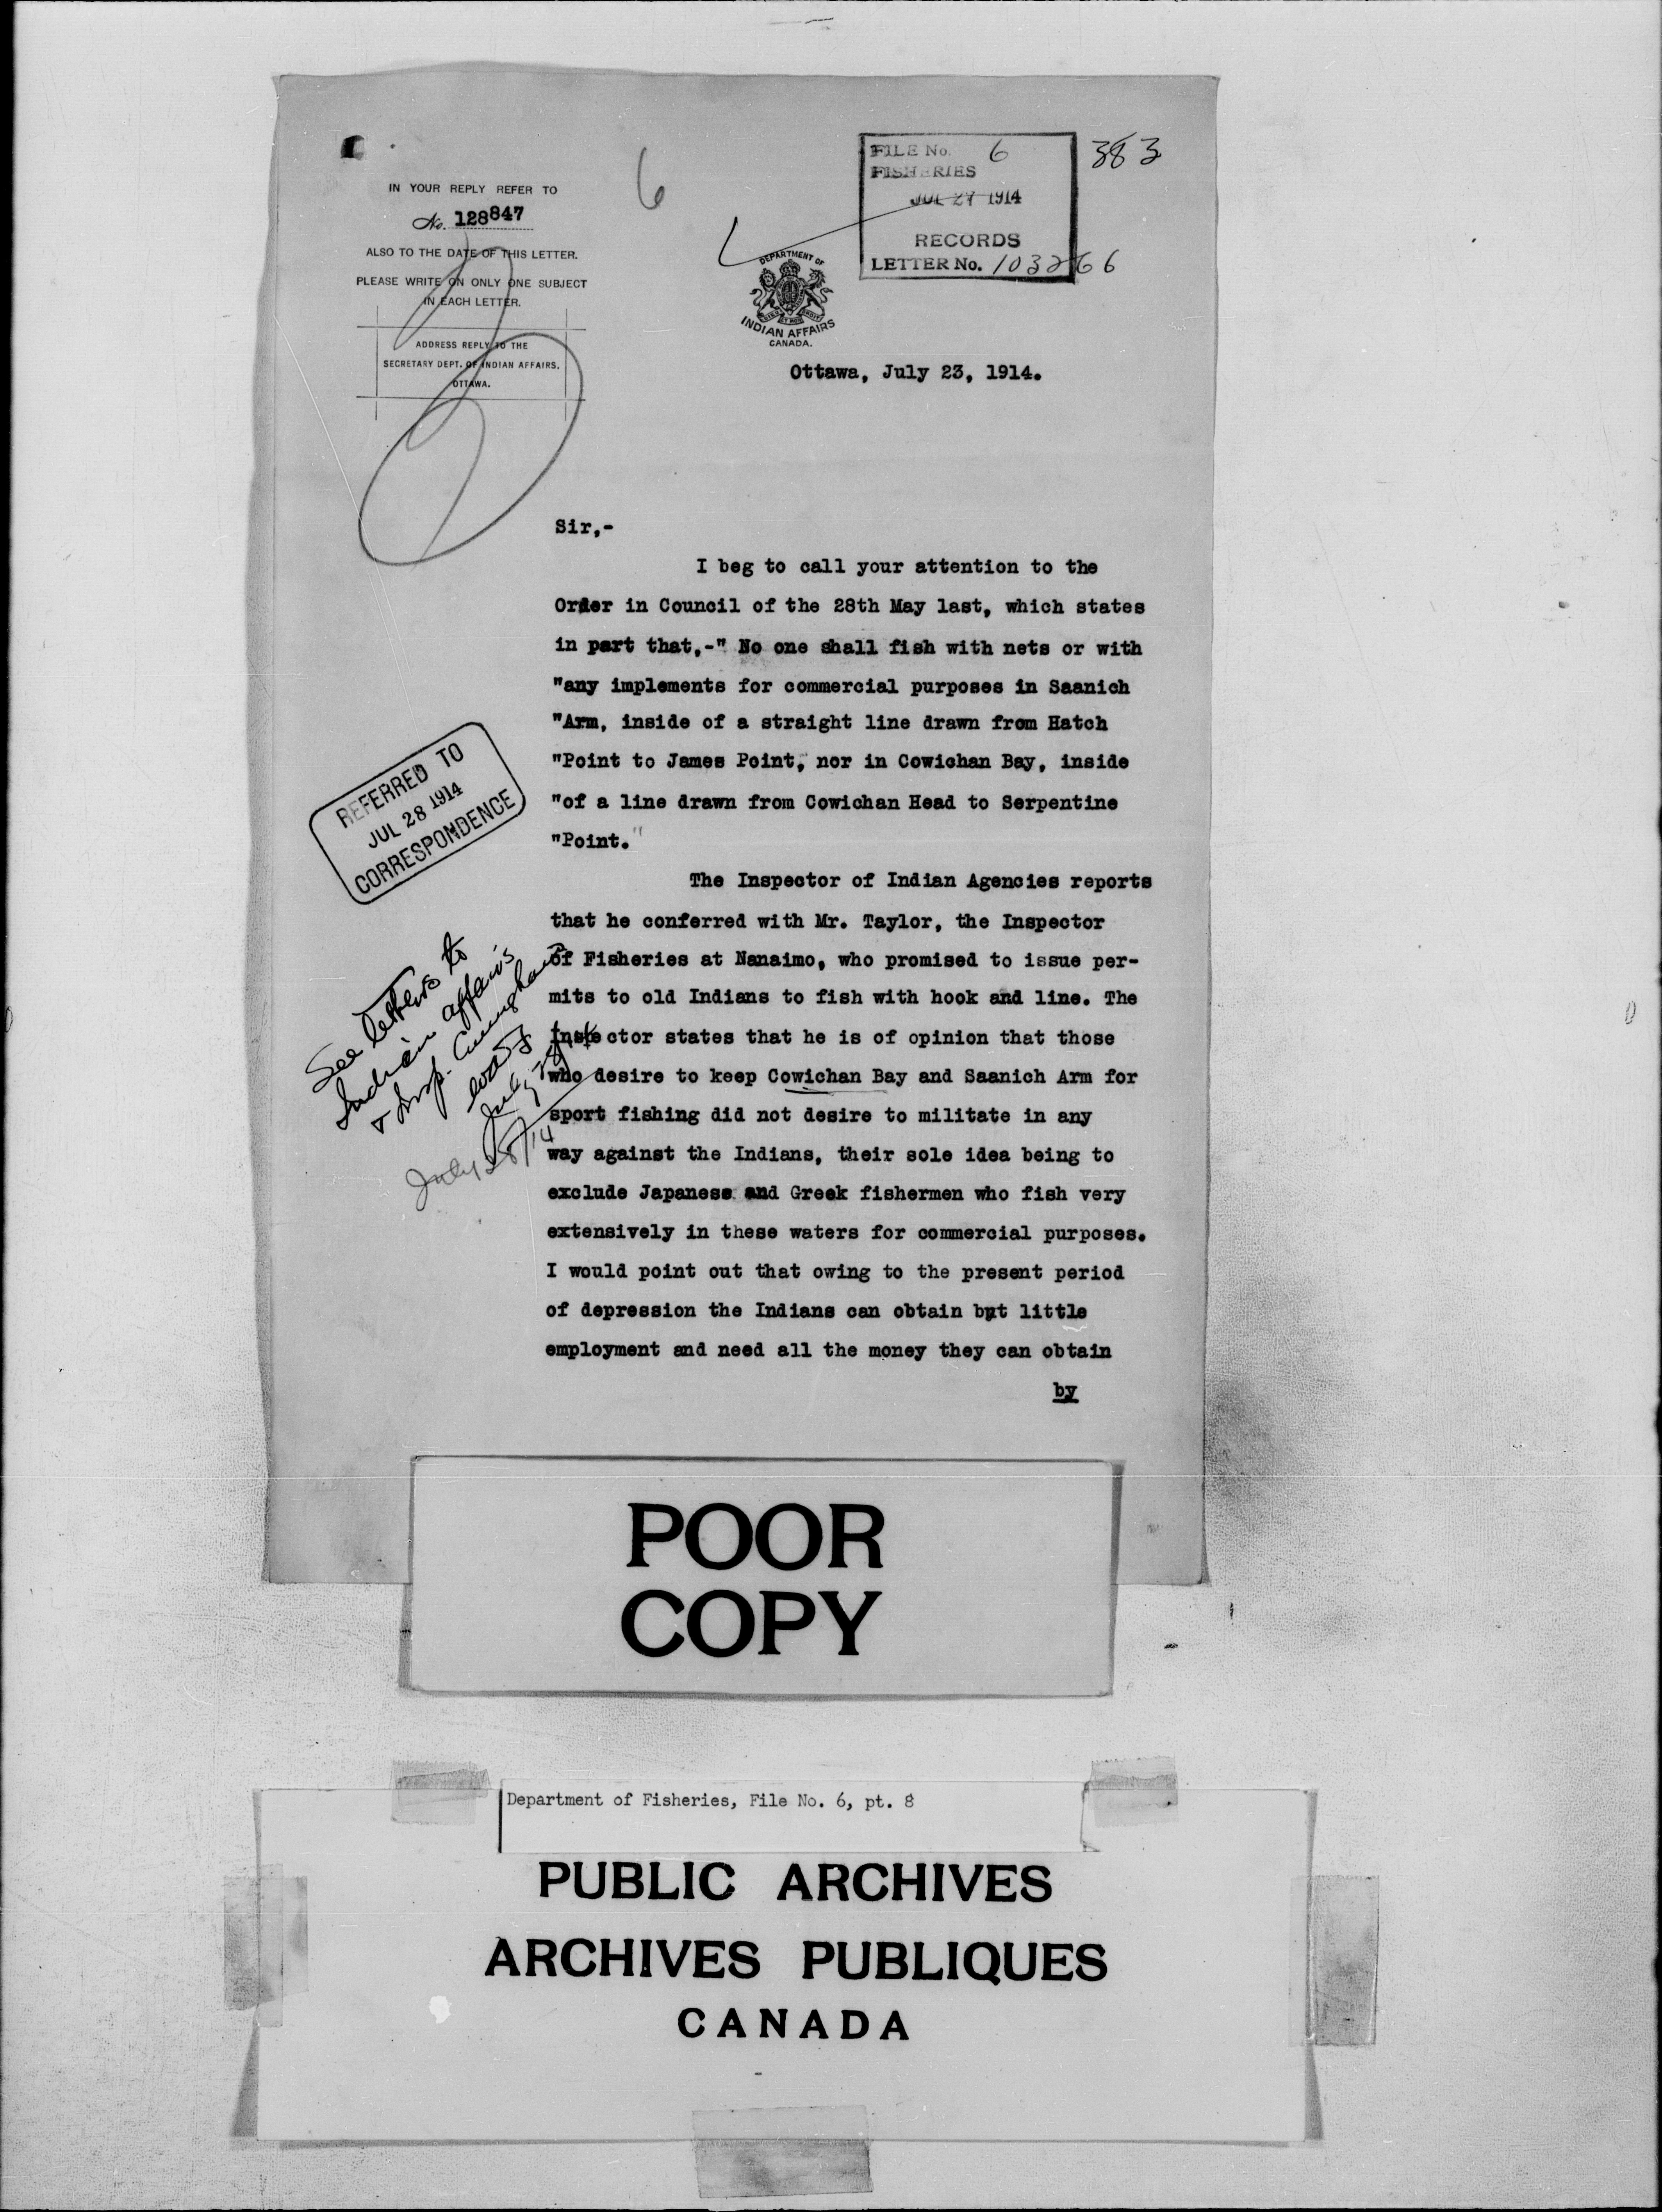 6
FILE No. 6
FISHERIES
JUL 27 1914
RECORDS
LETTER No. 103266
383
IN YOUR REPLY REFER TO
No. 128847
ALSO TO THE DATE OF THIS LETTER.
PLEASE WRITE ON ONLY ONE SUBJECT
IN EACH LETTER.
ADDRESS REPLY TO THE
SECRETARY DEPT. OF INDIAN AFFAIRS.
OTTAWA.
DEPARTMENT OF
INDIAN AFFAIRS
CANADA.
Ottawa, July 23, 1914.
Sir,-
I beg to call your attention to the
Order in Council of the 28th May last, which states
in part that,-" No one shall fish with nets or with
"any implements for commercial purposes in Saanich
"Arm, inside of a straight line drawn from Hatch
"Point to James Point, nor in Cowichan Bay, inside
"of a line drawn from Cowichan Head to Serpentine
"Point."
REFERRED TO
JUL 28 1914
CORRESPONDENCE
The Inspector of Indian Agencies reports
that he conferred with Mr. Taylor, the Inspector
of Fisheries at Nanaimo, who promised to issue per-
mits to old Indians to fish with hook and line. The
Inspector states that he is of opinion that those
who desire to keep Cowichan Bay and Saanich Arm for
sport fishing did not desire to militate in any
way against the Indians, their sole idea being to
exclude Japanese and Greek fishermen who fish very
extensively in these waters for commercial purposes.
I would point out that owing to the present period
of depression the Indians can obtain but little
employment and need all the money they can obtain
by
See letters to
Indian affairs
& Insp. Cunningham
July 28/14
July 28/14
POOR
COPY
Department of Fisheries, File No. 6, pt. 8
PUBLIC ARCHIVES
ARCHIVES PUBLIQUES
CANADA